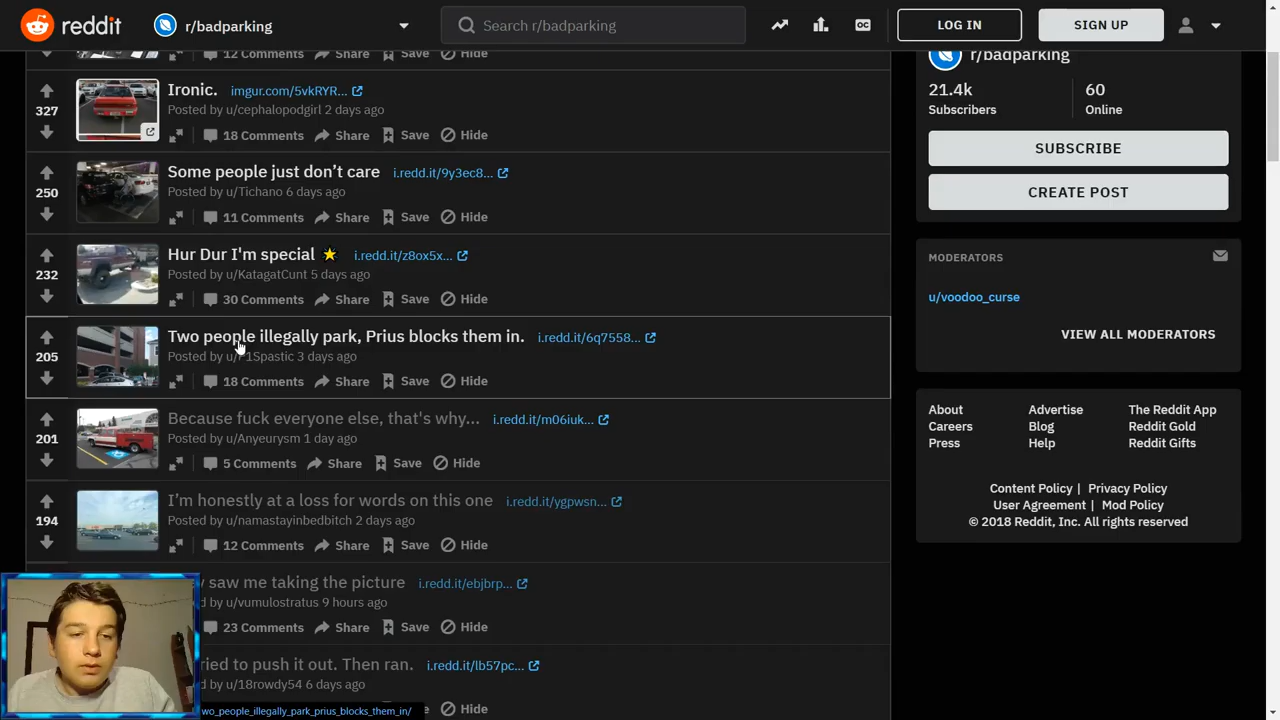 reddit r/badparking Search r/badparking LOG IN SIGN UP
12 Comments Share Save Hide
327
Ironic. imgur.com/5vkRYR...
Posted by u/cephalopodgirl 2 days ago
18 Comments Share Save Hide
250
Some people just don’t care i.redd.it/9y3ec8...
Posted by u/Tichano 6 days ago
11 Comments Share Save Hide
232
Hur Dur I'm special i.redd.it/z8ox5x...
Posted by u/KatagatCunt 5 days ago
30 Comments Share Save Hide
205
Two people illegally park, Prius blocks them in. i.redd.it/6q7558...
Posted by 3 days ago
18 Comments Share Save Hide
201
Because fuck everyone else, that's why... i.redd.it/m06iuk...
Posted by u/Anyeurysm 1 day ago
5 Comments Share Save Hide
194
I’m honestly at a loss for words on this one i.redd.it/ygpwsn...
Posted by u/namastayinbedbitch 2 days ago
12 Comments Share Save Hide
saw me taking the picture i.redd.it/ebjbrp...
by u/vumulostratus 9 hours ago
23 Comments Share Save Hide
ried to push it out. Then ran. i.redd.it/lb57pc...
d by u/18rowdy54 6 days ago
Hide
wo_people_illegally_park_prius_blocks_them_in/
r/badparking
21.4k 60
Subscribers Online
SUBSCRIBE
CREATE POST
MODERATORS
u/voodoo_curse
VIEW ALL MODERATORS
About Advertise The Reddit App
Careers Blog Reddit Gold
Press Help Reddit Gifts
Content Policy | Privacy Policy
User Agreement | Mod Policy
© 2018 Reddit, Inc. All rights reserved